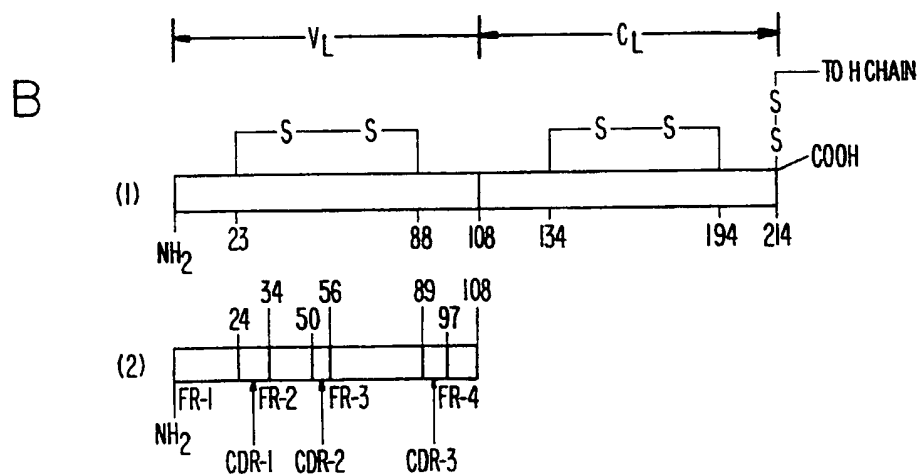 B
V_L C_L
TO H CHAIN
S
S S S S
S
COOH
(1)
23 88 108 134 194 214
NH2
34 56 89 108
24 50 97
(2)
FR-1 FR-2 FR-3 FR-4
NH2
CDR-1 CDR-2 CDR-3